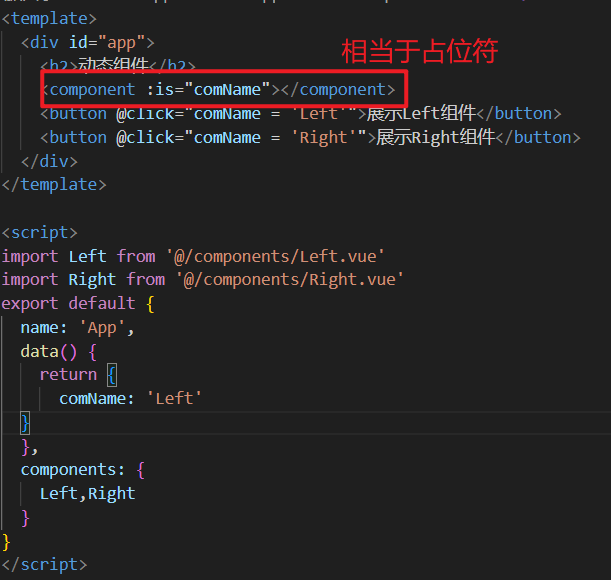 <template>
<div id="app">
相当于占位符
<h2>动态组件</h2>
<component :is="comName"></component>
<button @click="comName = 'Left'">展示Left组件</button>
<button @click="comName = 'Right'">展示Right组件</button>
</div>
</template>
<script>
import Left from '@/components/Left.vue'
import Right from '@/components/Right.vue'
export default {
name: 'App',
data() {
return {
comName: 'Left'
}
},
components: {
Left,Right
}
}
</script>